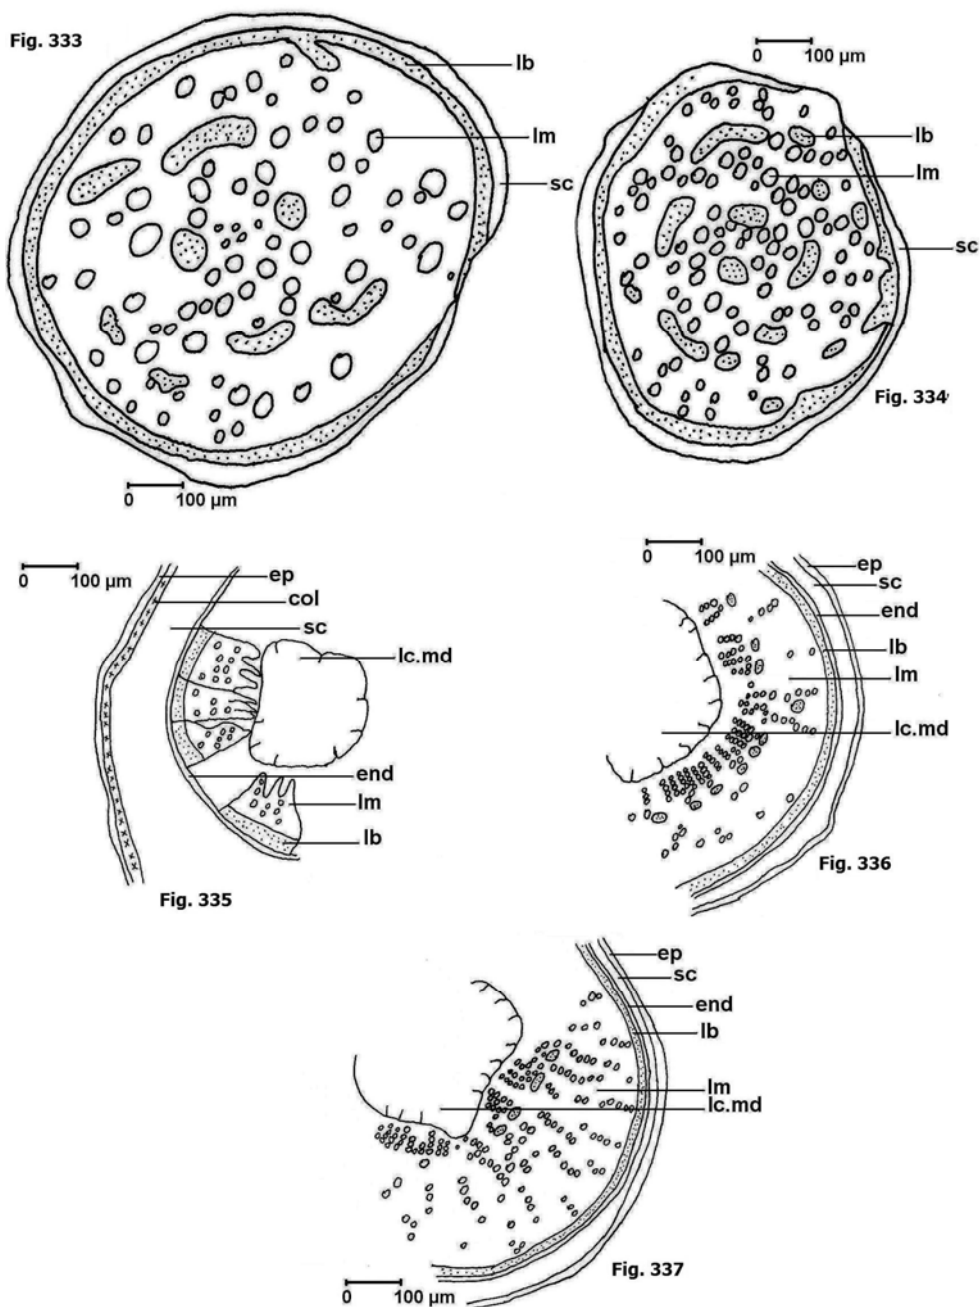 Fig. 333
lb
lm
sc
0 100 µm
0 100 µm
lb
lm
sc
Fig. 334
0 100 µm
ep
col
sc
lc.md
end
lm
lb
Fig. 335
0 100 µm
ep
sc
end
lb
lm
lc.md
Fig. 336
ep
sc
end
lb
lm
lc.md
0 100 µm
Fig. 337